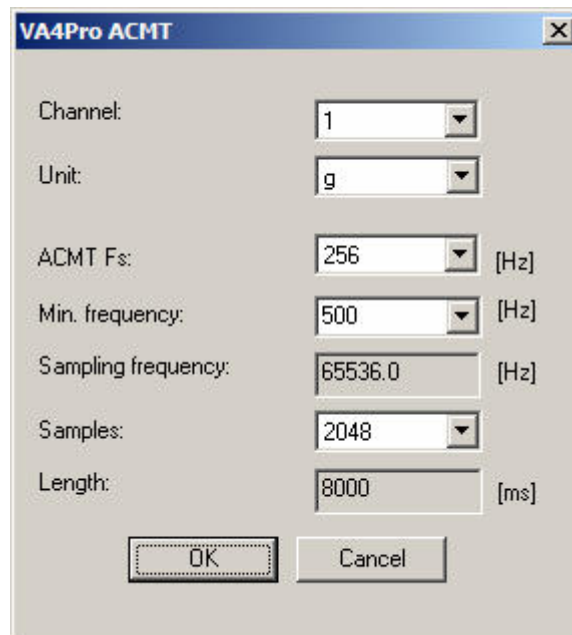 VA4Pro ACMT
Channel: 1
Unit: g
ACMT Fs: 256 [Hz]
Min. frequency: 500 [Hz]
Sampling frequency: 65536.0 [Hz]
Samples: 2048
Length: 8000 [ms]
OK Cancel